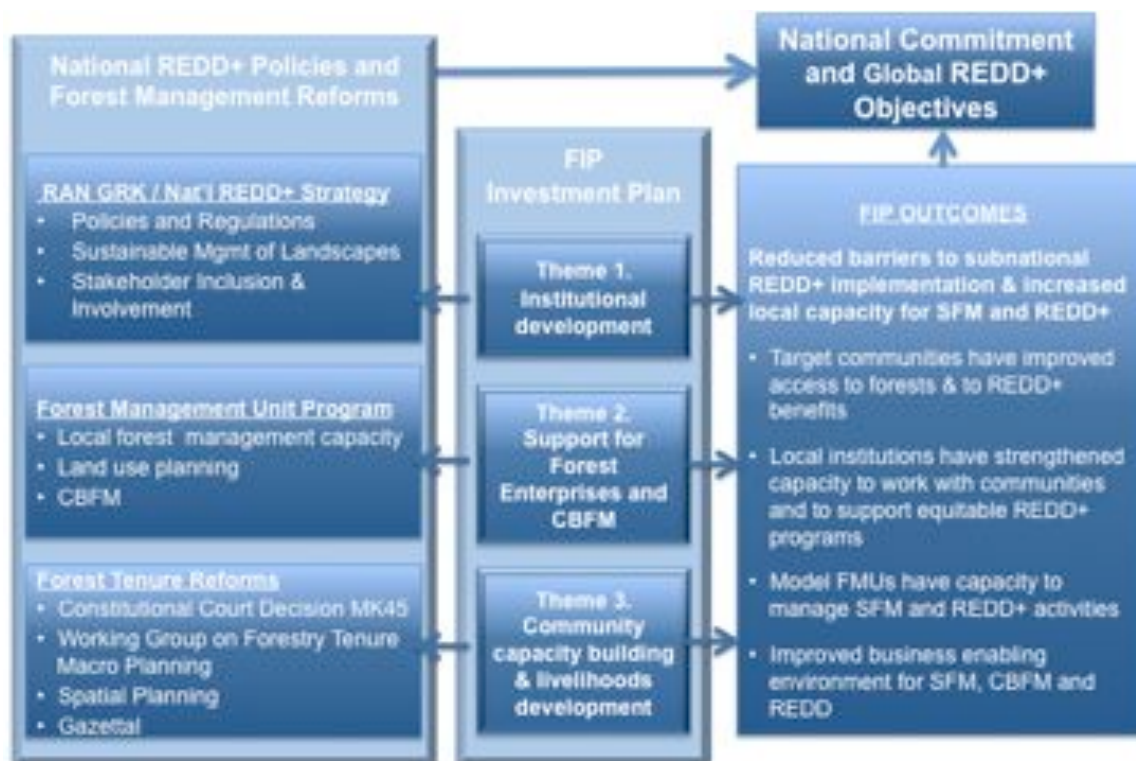 National REDD+ Policies and
Forest Management Reforms
RAN GRK / Nat'l REDD+ Strategy
• Policies and Regulations
• Sustainable Mgmt of Landscapes
• Stakeholder Inclusion &
Involvement
Forest Management Unit Program
• Local forest management capacity
• Land use planning
• CBFM
Forest Tenure Reforms
• Constitutional Court Decision MK45
• Working Group on Forestry Tenure
Macro Planning
• Spatial Planning
• Gazettal
FIP
Investment Plan
Theme 1.
Institutional
development
Theme 2.
Support for
Forest
Enterprises and
CBFM
Theme 3.
Community
capacity building
& livelihoods
development
National Commitment
and Global REDD+
Objectives
FIP OUTCOMES
Reduced barriers to subnational
REDD+ implementation & increased
local capacity for SFM and REDD+
• Target communities have improved
access to forests & to REDD+
benefits
• Local institutions have strengthened
capacity to work with communities
and to support equitable REDD+
programs
• Model FMUs have capacity to
manage SFM and REDD+ activities
• Improved business enabling
environment for SFM, CBFM and
REDD